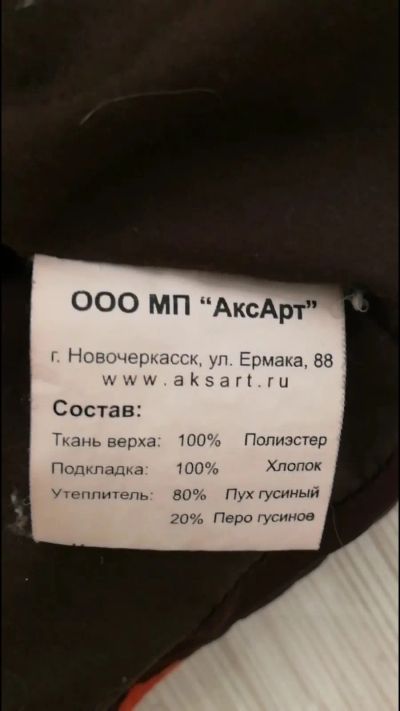 ООО МП “АксАрт”
г. Новочеркасск, ул. Ермака, 88
www.aksart.ru
Состав:
Ткань верха: 100% Полиэстер
Подкладка: 100% Хлопок
Утеплитель: 80% Пух гусиный
20% Перо гусиное